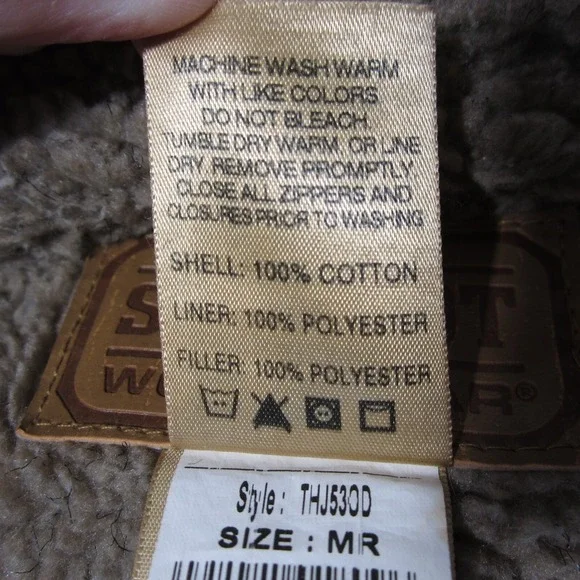 MACHINE WASH WARM
WITH LIKE COLORS
DO NOT BLEACH
TUMBLE DRY WARM OR LINE
DRY REMOVE PROMPTLY
CLOSE ALL ZIPPERS AND
CLOSURES PRIOR TO WASHING
SHELL: 100% COTTON
LINER: 100% POLYESTER
FILLER: 100% POLYESTER
Style: THJ530D
SIZE : MR